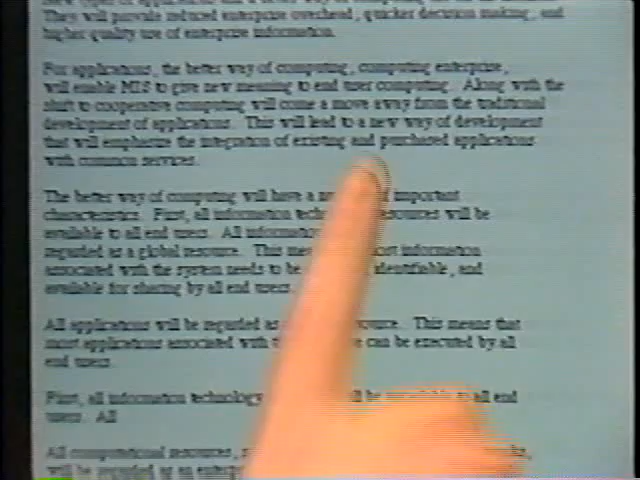 They will provide reduced enterprise overhead, quicker decision making, and
higher quality use of enterprise information.
For applications, the better way of computing, computing enterprise,
will enable MIS to give new meaning to end user computing. Along with the
shift to cooperative computing will come a move away from the traditional
development of applications. This will lead to a new way of development
that will emphasize the integration of existing and purchased applications
with common services.
The better way of computing will have a important
characteristics. First, all information resources will be
available to all end users. All
regarded as a global resource. This information
associated with the system needs to be identifiable, and
available for sharing by all end users.
All applications will be regarded as This means that
most applications associated with can be executed by all
end users.
First, all information technology all end
users. All
All computational resources,
will be regarded as an